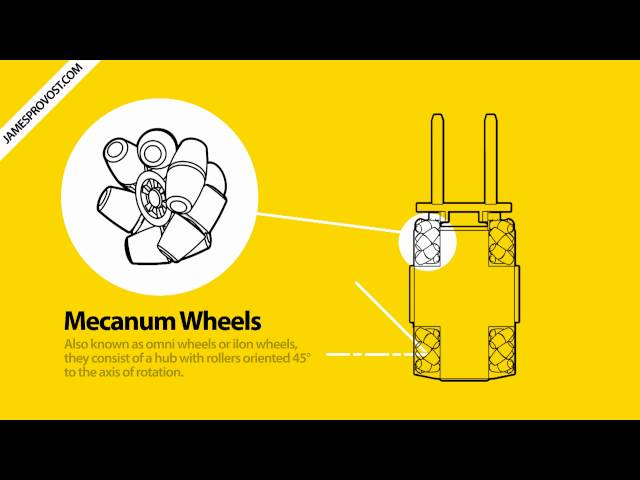 JAMESPROVOST.COM
Mecanum Wheels
Also known as omni wheels or ilon wheels,
they consist of a hub with rollers oriented 45°
to the axis of rotation.